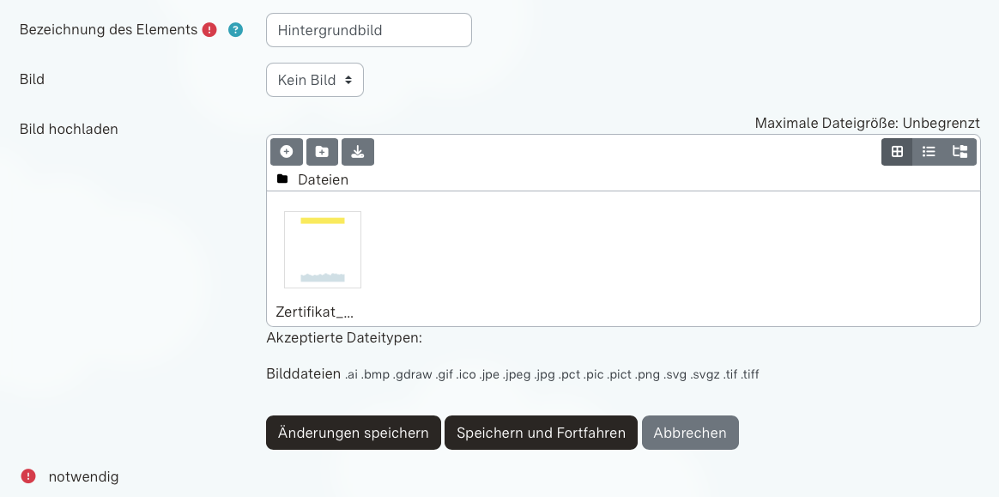 Bezeichnung des Elements
Hintergrundbild
Bild
Kein Bild
Bild hochladen
Maximale Dateigröße: Unbegrenzt
Dateien
Zertifikat_...
Akzeptierte Dateitypen:
Bilddateien .ai .bmp .gdraw .gif .ico .jpe .jpeg .jpg .pct .pic .pict .png .svg .svgz .tif .tiff
Änderungen speichern
Speichern und Fortfahren
Abbrechen
notwendig